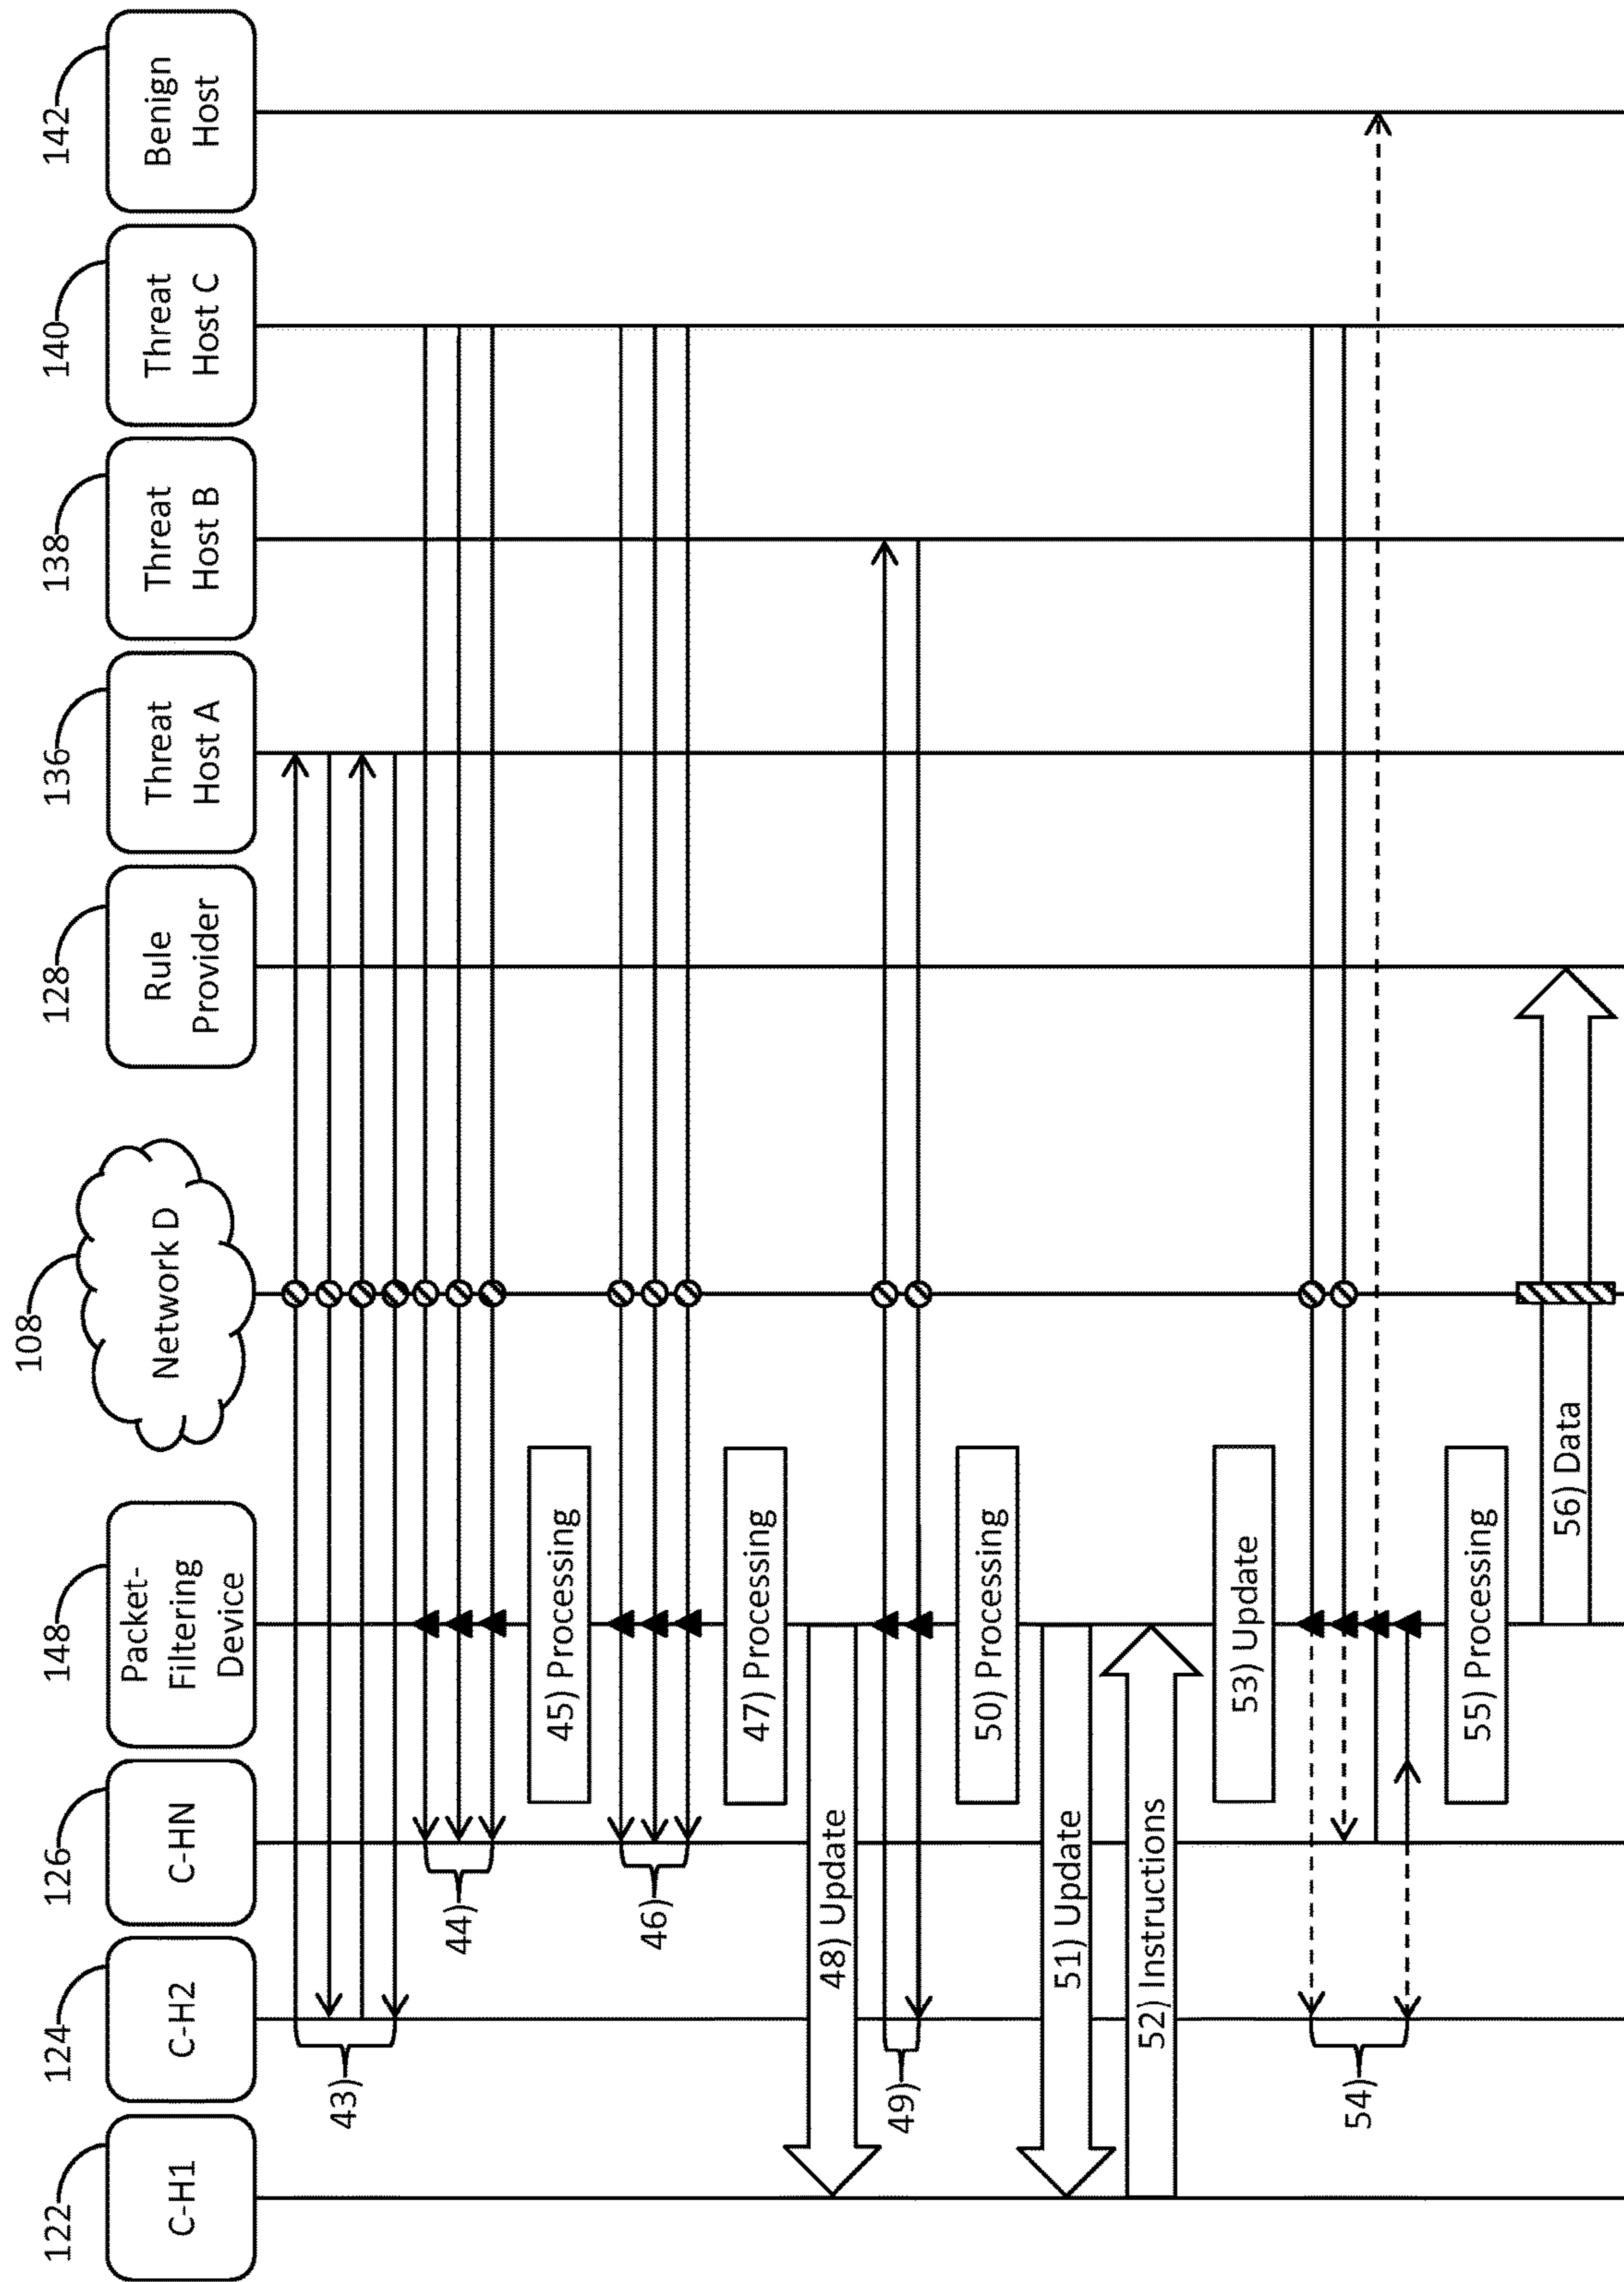 122
C-H1
124
C-H2
126
C-HN
148
Packet-
Filtering
Device
108
Network D
128
Rule
Provider
136
Threat
Host A
138
Threat
Host B
140
Threat
Host C
142
Benign
Host
43)
44)
45) Processing
46)
47) Processing
48) Update
49)
50) Processing
51) Update
52) Instructions
53) Update
54)
55) Processing
56) Data